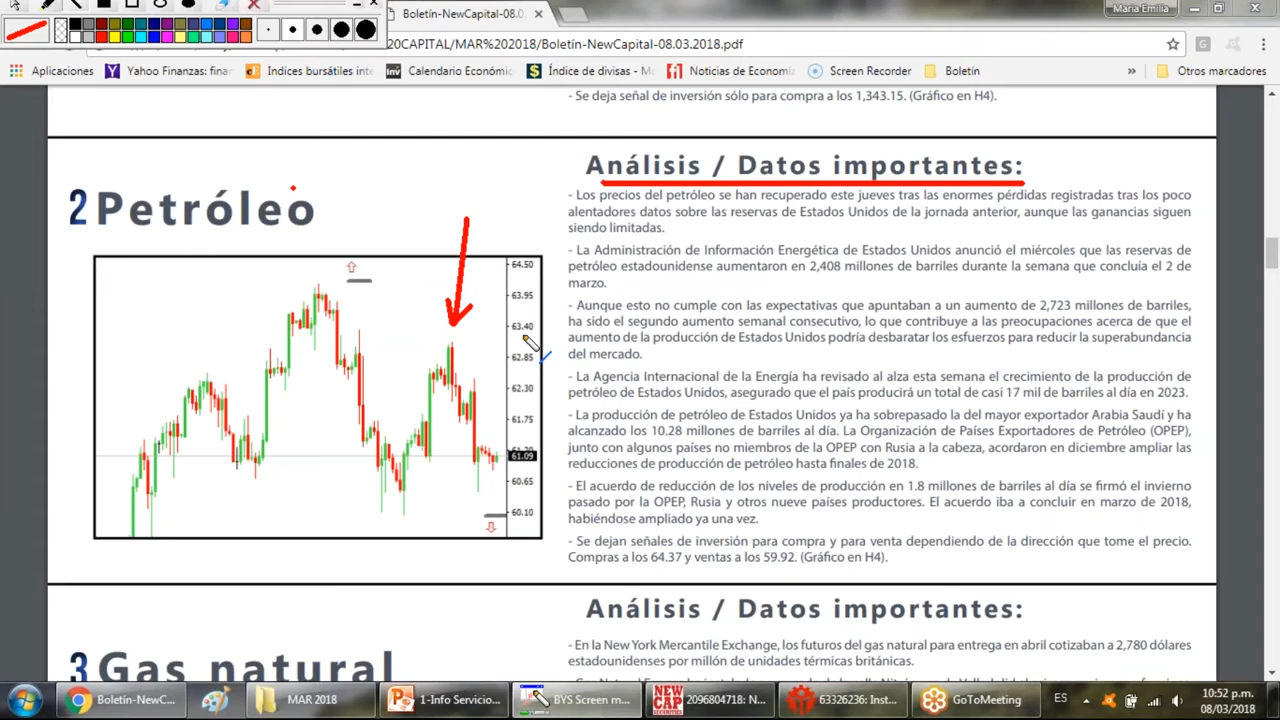 Boletín-NewCapital-08.0
Maria Emilia
20CAPITAL/MAR%202018/Boletín-NewCapital-08.03.2018.pdf
Aplicaciones
Yahoo Finanzas: finan
Indices bursátiles inte
Calendario Económic
Índice de divisas - Ma
Noticias de Economía
Screen Recorder
Boletín
»
Otros marcadores
- Se deja señal de inversión sólo para compra a los 1,343.15. (Gráfico en H4).
2 Petróleo
64.50
63.95
63.40
62.85
62.30
61.75
61.09
60.65
60.10
Análisis / Datos importantes:
- Los precios del petróleo se han recuperado este jueves tras las enormes pérdidas registradas tras los poco
alentadores datos sobre las reservas de Estados Unidos de la jornada anterior, aunque las ganancias siguen
siendo limitadas.
- La Administración de Información Energética de Estados Unidos anunció el miércoles que las reservas de
petróleo estadounidense aumentaron en 2,408 millones de barriles durante la semana que concluía el 2 de
marzo.
- Aunque esto no cumple con las expectativas que apuntaban a un aumento de 2,723 millones de barriles,
ha sido el segundo aumento semanal consecutivo, lo que contribuye a las preocupaciones acerca de que el
aumento de la producción de Estados Unidos podría desbaratar los esfuerzos para reducir la superabundancia
del mercado.
- La Agencia Internacional de la Energía ha revisado al alza esta semana el crecimiento de la producción de
petróleo de Estados Unidos, asegurado que el país producirá un total de casi 17 mil de barriles al día en 2023.
- La producción de petróleo de Estados Unidos ya ha sobrepasado la del mayor exportador Arabia Saudí y ha
alcanzado los 10.28 millones de barriles al día. La Organización de Países Exportadores de Petróleo (OPEP),
junto con algunos países no miembros de la OPEP con Rusia a la cabeza, acordaron en diciembre ampliar las
reducciones de producción de petróleo hasta finales de 2018.
- El acuerdo de reducción de los niveles de producción en 1.8 millones de barriles al día se firmó el invierno
pasado por la OPEP, Rusia y otros nueve países productores. El acuerdo iba a concluir en marzo de 2018,
habiéndose ampliado ya una vez.
- Se dejan señales de inversión para compra y para venta dependiendo de la dirección que tome el precio.
Compras a los 64.37 y ventas a los 59.92. (Gráfico en H4).
3 Gas natural
Análisis / Datos importantes:
- En la New York Mercantile Exchange, los futuros del gas natural para entrega en abril cotizaban a 2,780 dólares
estadounidenses por millón de unidades térmicas británicas.
Boletín-NewC...
MAR 2018
1-Info Servicio...
BYS Screen m...
NEW CAP
2096804717: N...
63326236: Inst...
GoToMeeting
ES
10:52 p.m.
08/03/2018